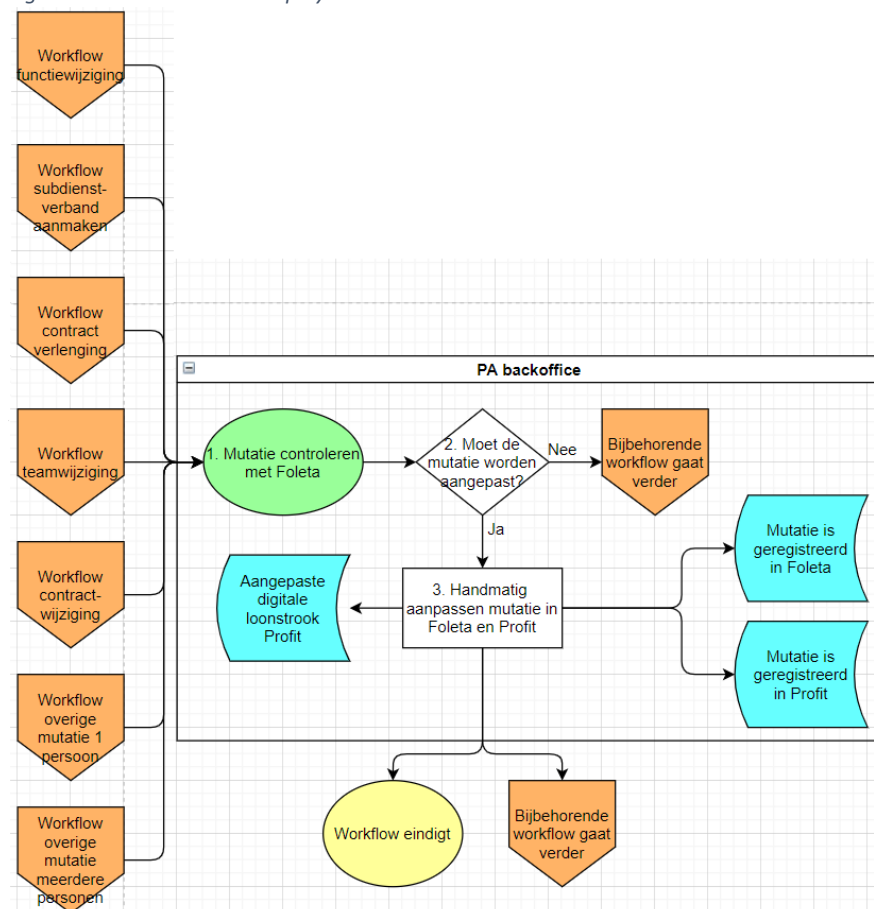 Workflow
functiewijziging
Workflow
subdienst-
verband
aanmaken
Workflow
contract
verlenging
Workflow
teamwijziging
Workflow
contract-
wijziging
Workflow
overige
mutatie 1
persoon
Workflow
overige
mutatie
meerdere
personen
PA backoffice
1. Mutatie controleren
met Foleta
2. Moet de
mutatie worden
aangepast?
Nee
Bijbehorende
workflow gaat
verder
Ja
Aangepaste
digitale
loonstrook
Profit
3. Handmatig
aanpassen mutatie in
Foleta en Profit
Mutatie is
geregistreerd
in Foleta
Mutatie is
geregistreerd
in Profit
Workflow eindigt
Bijbehorende
workflow gaat
verder